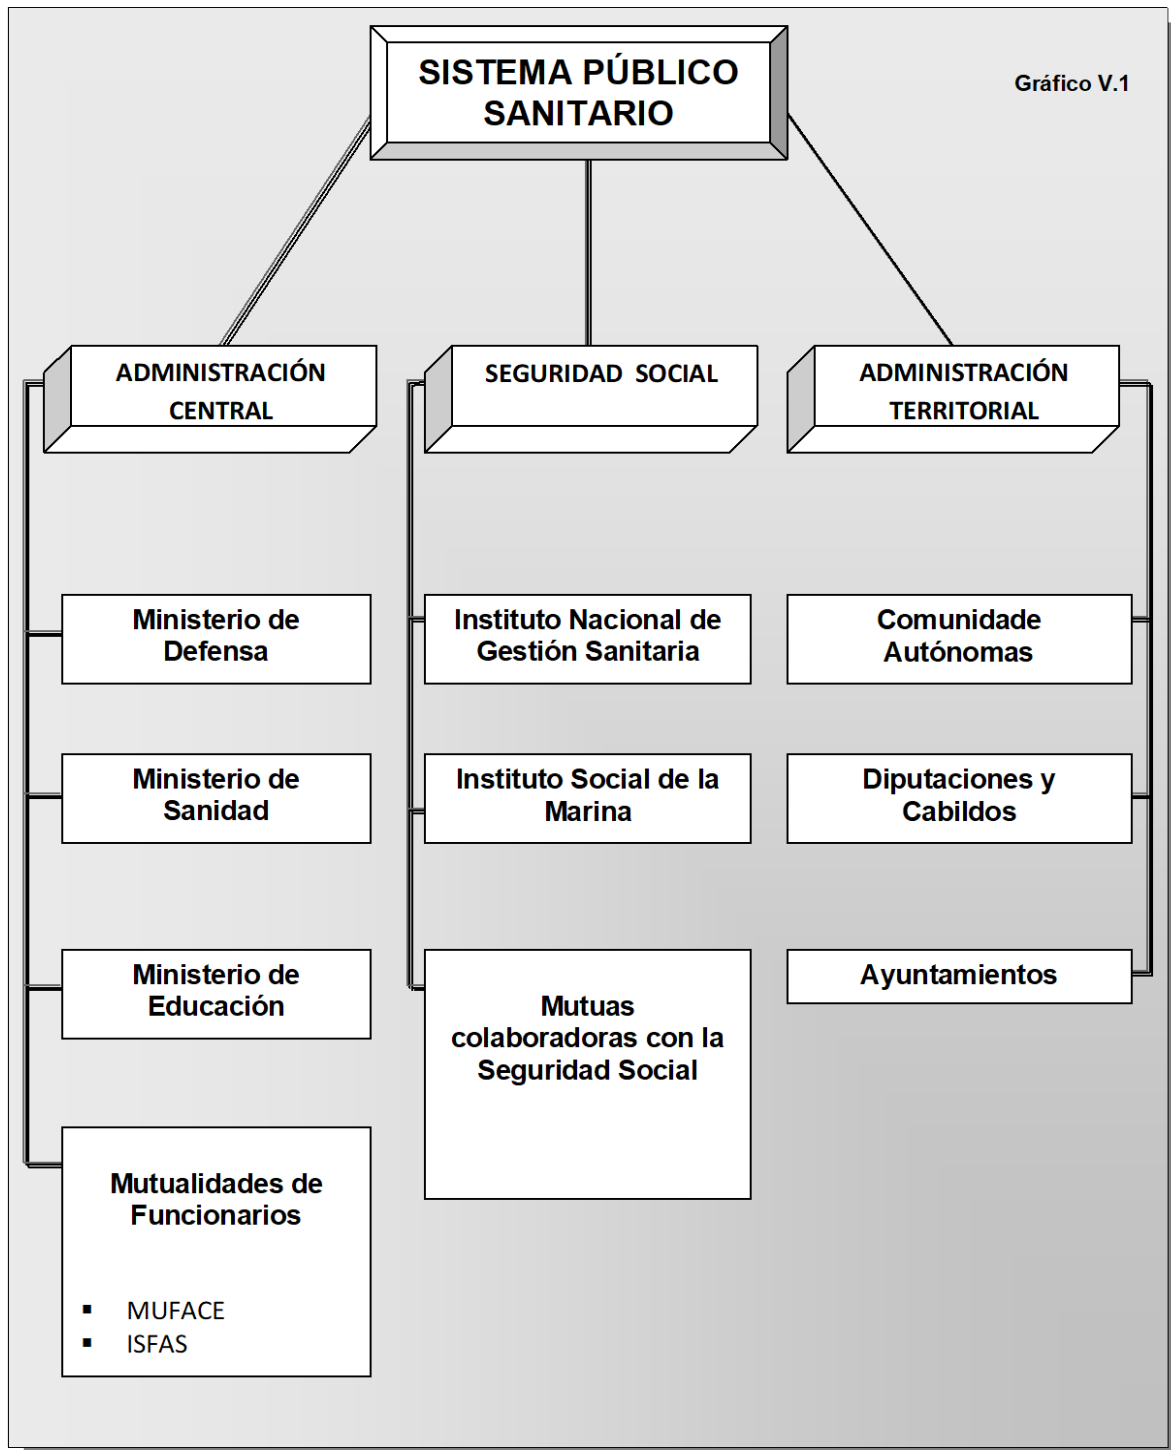 SISTEMA PÚBLICO
SANITARIO
Gráfico V.1
ADMINISTRACIÓN
CENTRAL
SEGURIDAD SOCIAL
ADMINISTRACIÓN
TERRITORIAL
Ministerio de
Defensa
Instituto Nacional de
Gestión Sanitaria
Comunidade
Autónomas
Ministerio de
Sanidad
Instituto Social de la
Marina
Diputaciones y
Cabildos
Ministerio de
Educación
Mutuas
colaboradoras con la
Seguridad Social
Ayuntamientos
Mutualidades de
Funcionarios
▪ MUFACE
▪ ISFAS